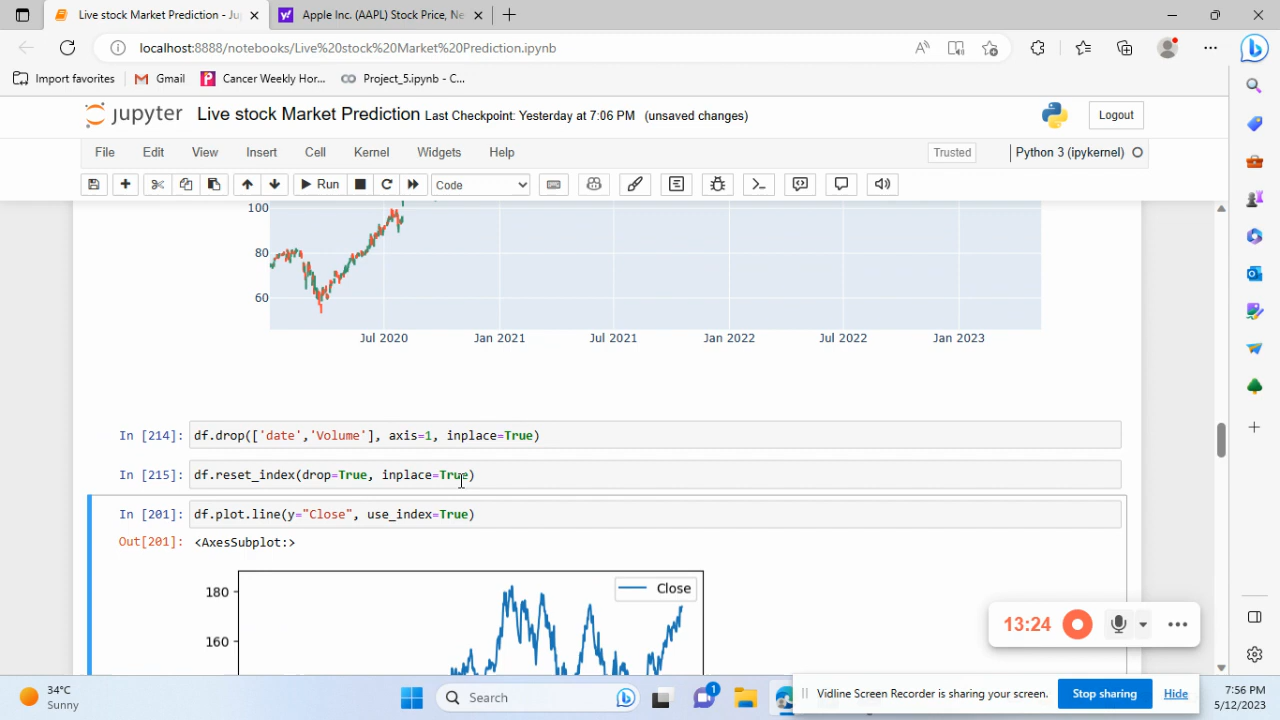 Live stock Market Prediction - Ju
Apple Inc. (AAPL) Stock Price, Ne
localhost:8888/notebooks/Live%20stock%20Market%20Prediction.ipynb
Import favorites
Gmail
Cancer Weekly Hor...
Project_5.ipynb - C...
jupyter
Live stock Market Prediction Last Checkpoint: Yesterday at 7:06 PM (unsaved changes)
Logout
File Edit View Insert Cell Kernel Widgets Help
Trusted
Python 3 (ipykernel)
Run
Code
100
80
60
Jul 2020 Jan 2021 Jul 2021 Jan 2022 Jul 2022 Jan 2023
In [214]: df.drop(['date','Volume'], axis=1, inplace=True)
In [215]: df.reset_index(drop=True, inplace=True)
In [201]: df.plot.line(y="Close", use_index=True)
Out[201]: <AxesSubplot:>
180
Close
160
13:24
34°C
Sunny
Search
1
Vidline Screen Recorder is sharing your screen.
Stop sharing
Hide
7:56 PM
5/12/2023